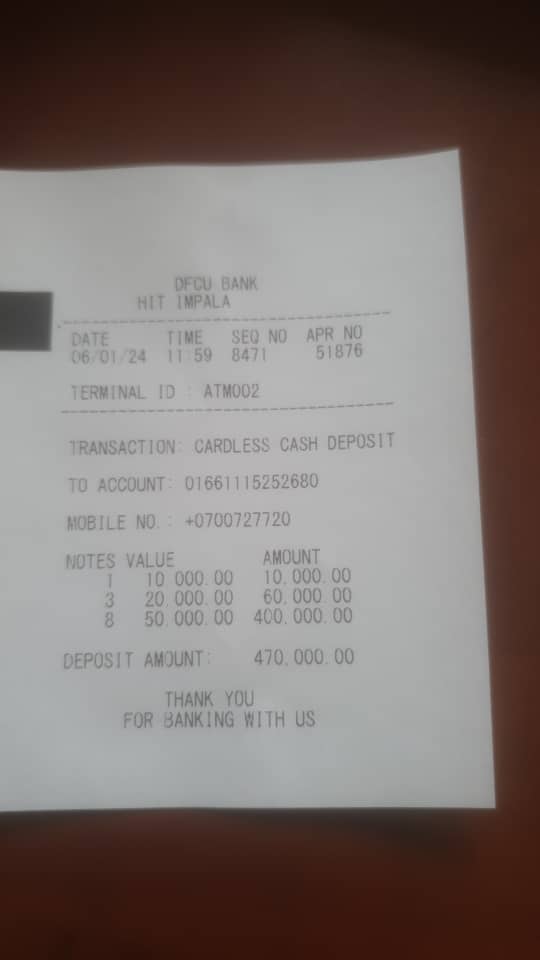 DFCU BANK
HIT IMPALA
DATE TIME SEQ NO APR NO
06/01/24 11:59 8471 51876
TERMINAL ID : ATM002
TRANSACTION: CARDLESS CASH DEPOSIT
TO ACCOUNT: 01661115252680
MOBILE NO.: +0700727720
NOTES VALUE AMOUNT
1 10,000.00 10,000.00
3 20,000.00 60,000.00
8 50,000.00 400,000.00
DEPOSIT AMOUNT: 470,000.00
THANK YOU
FOR BANKING WITH US